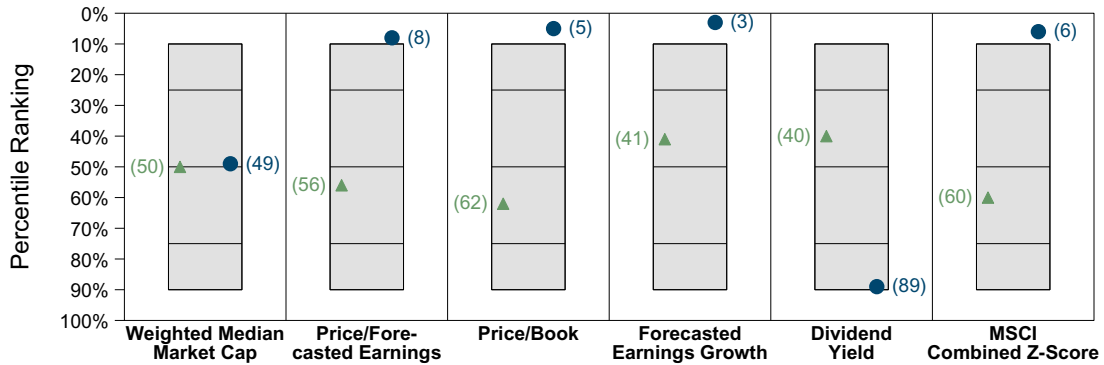 Percentile Ranking
0%
10%
20%
30%
40%
50%
60%
70%
80%
90%
100%
(50)
(49)
(56)
(8)
(62)
(5)
(41)
(3)
(40)
(89)
(60)
(6)
Weighted Median
Market Cap
Price/Fore-
casted Earnings
Price/Book
Forecasted
Earnings Growth
Dividend
Yield
MSCI
Combined Z-Score